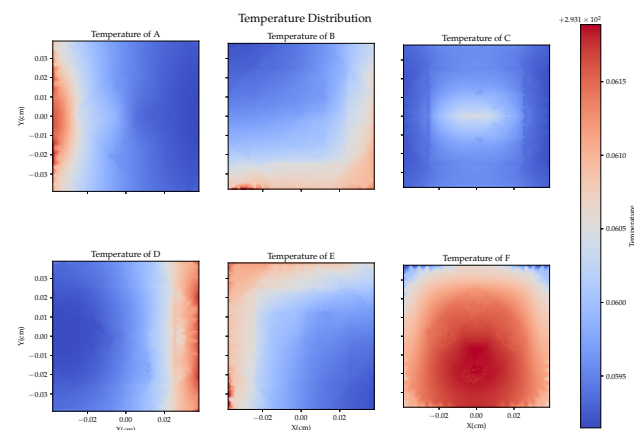 Temperature Distribution
+2.931 × 10²
Temperature of A
Temperature of B
Temperature of C
Y(cm)
0.03
0.02
0.01
0.00
−0.01
−0.02
−0.03
0.0615
0.0610
0.0605
0.0600
0.0595
Temperature
Temperature of D
Temperature of E
Temperature of F
Y(cm)
0.03
0.02
0.01
0.00
−0.01
−0.02
−0.03
−0.02 0.00 0.02
−0.02 0.00 0.02
−0.02 0.00 0.02
X(cm) X(cm) X(cm)